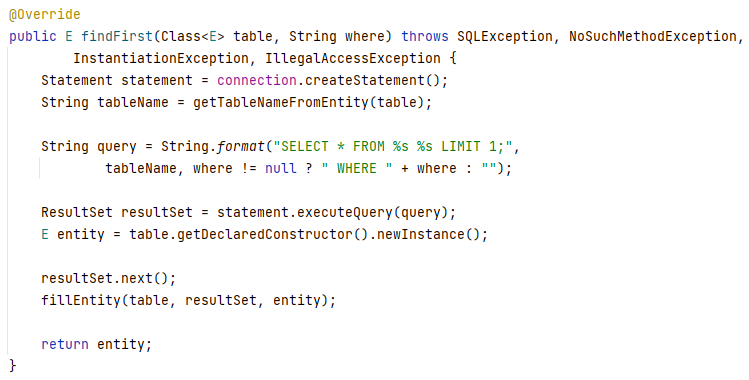 @Override
public E findFirst(Class<E> table, String where) throws SQLException, NoSuchMethodException,
        InstantiationException, IllegalAccessException {
    Statement statement = connection.createStatement();
    String tableName = getTableNameFromEntity(table);

    String query = String.format("SELECT * FROM %s %s LIMIT 1;",
            tableName, where != null ? " WHERE " + where : "");

    ResultSet resultSet = statement.executeQuery(query);
    E entity = table.getDeclaredConstructor().newInstance();

    resultSet.next();
    fillEntity(table, resultSet, entity);

    return entity;
}